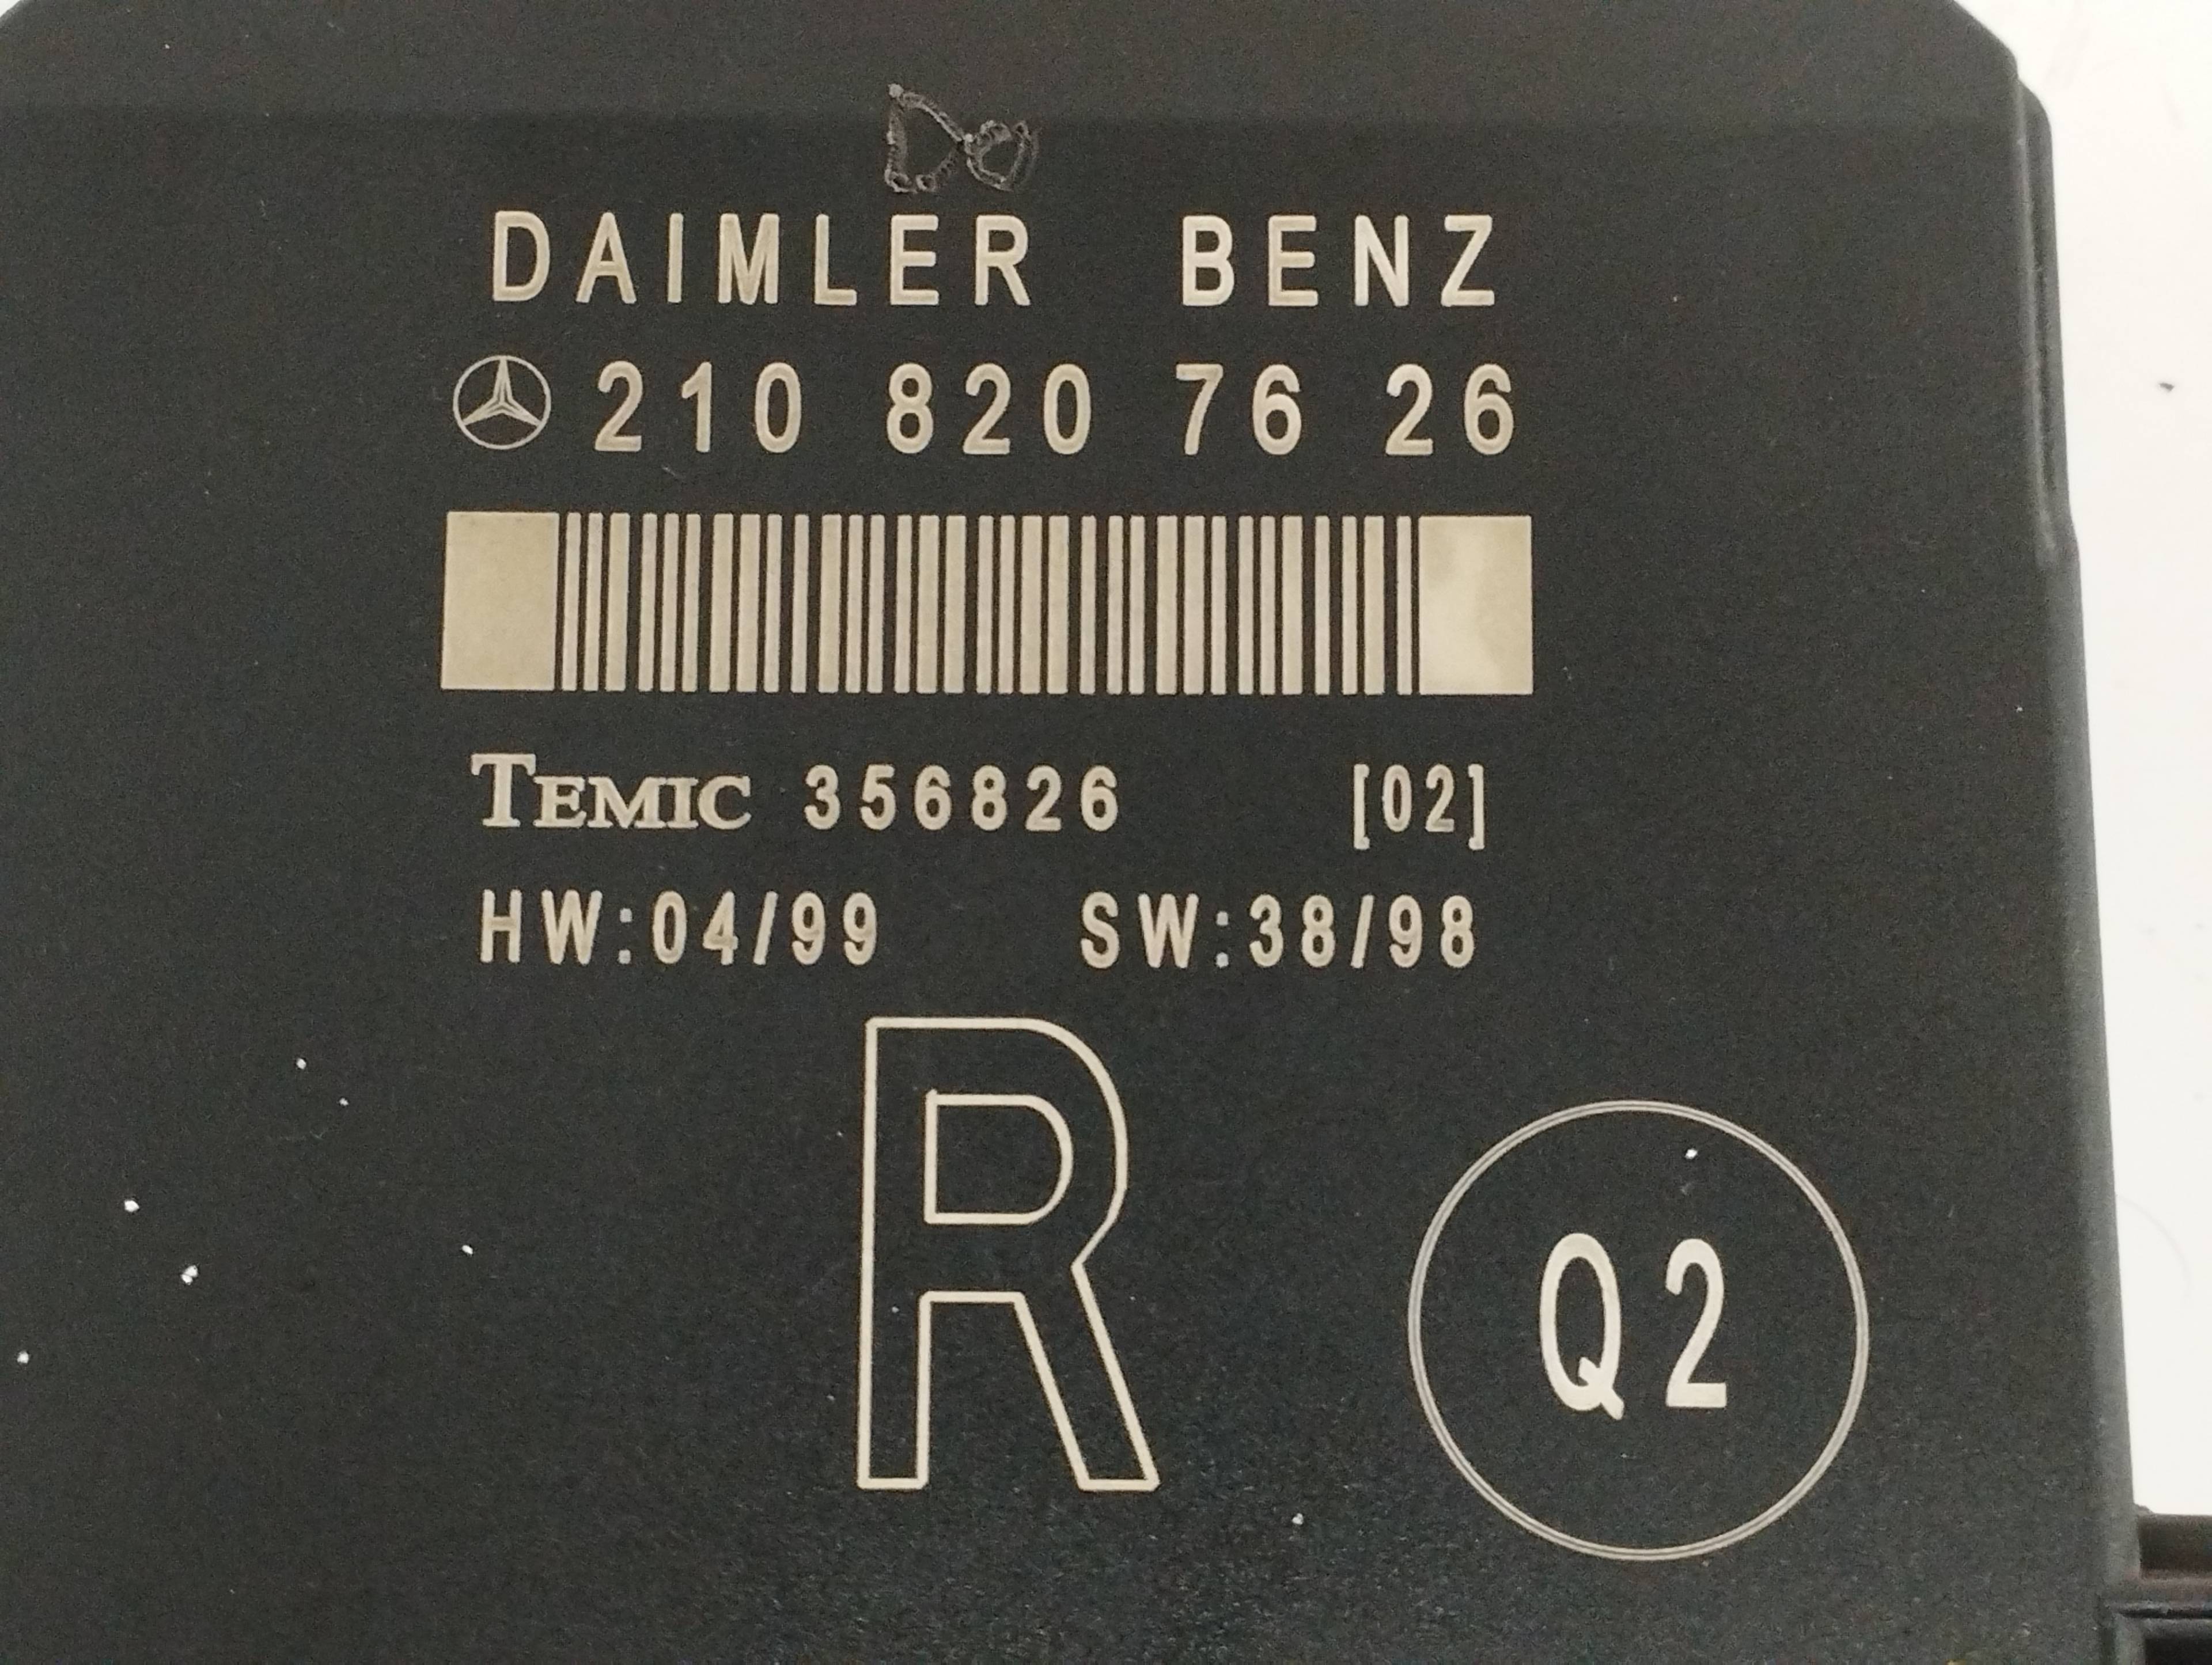 DAIMLER BENZ
210 820 76 26
TEMIC 356826 [02]
HW:04/99 SW:38/98
R
Q2